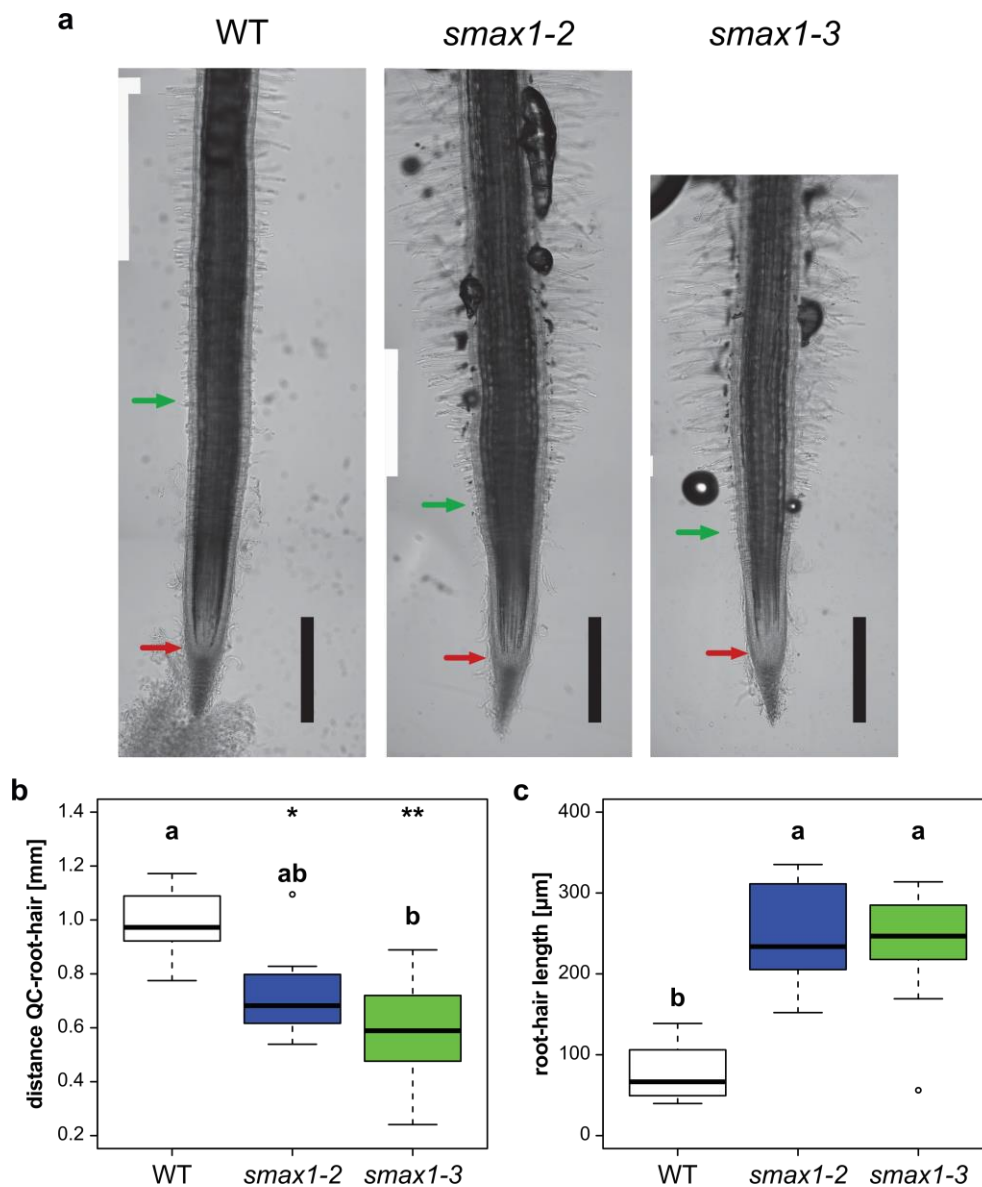 a
WT smax1-2 smax1-3
b
distance QC-root-hair [mm]
1.4
1.2
1.0
0.8
0.6
0.4
0.2
a
*
ab
**
b
WT smax1-2 smax1-3
c
root-hair length [µm]
400
300
200
100
0
b
a
a
WT smax1-2 smax1-3